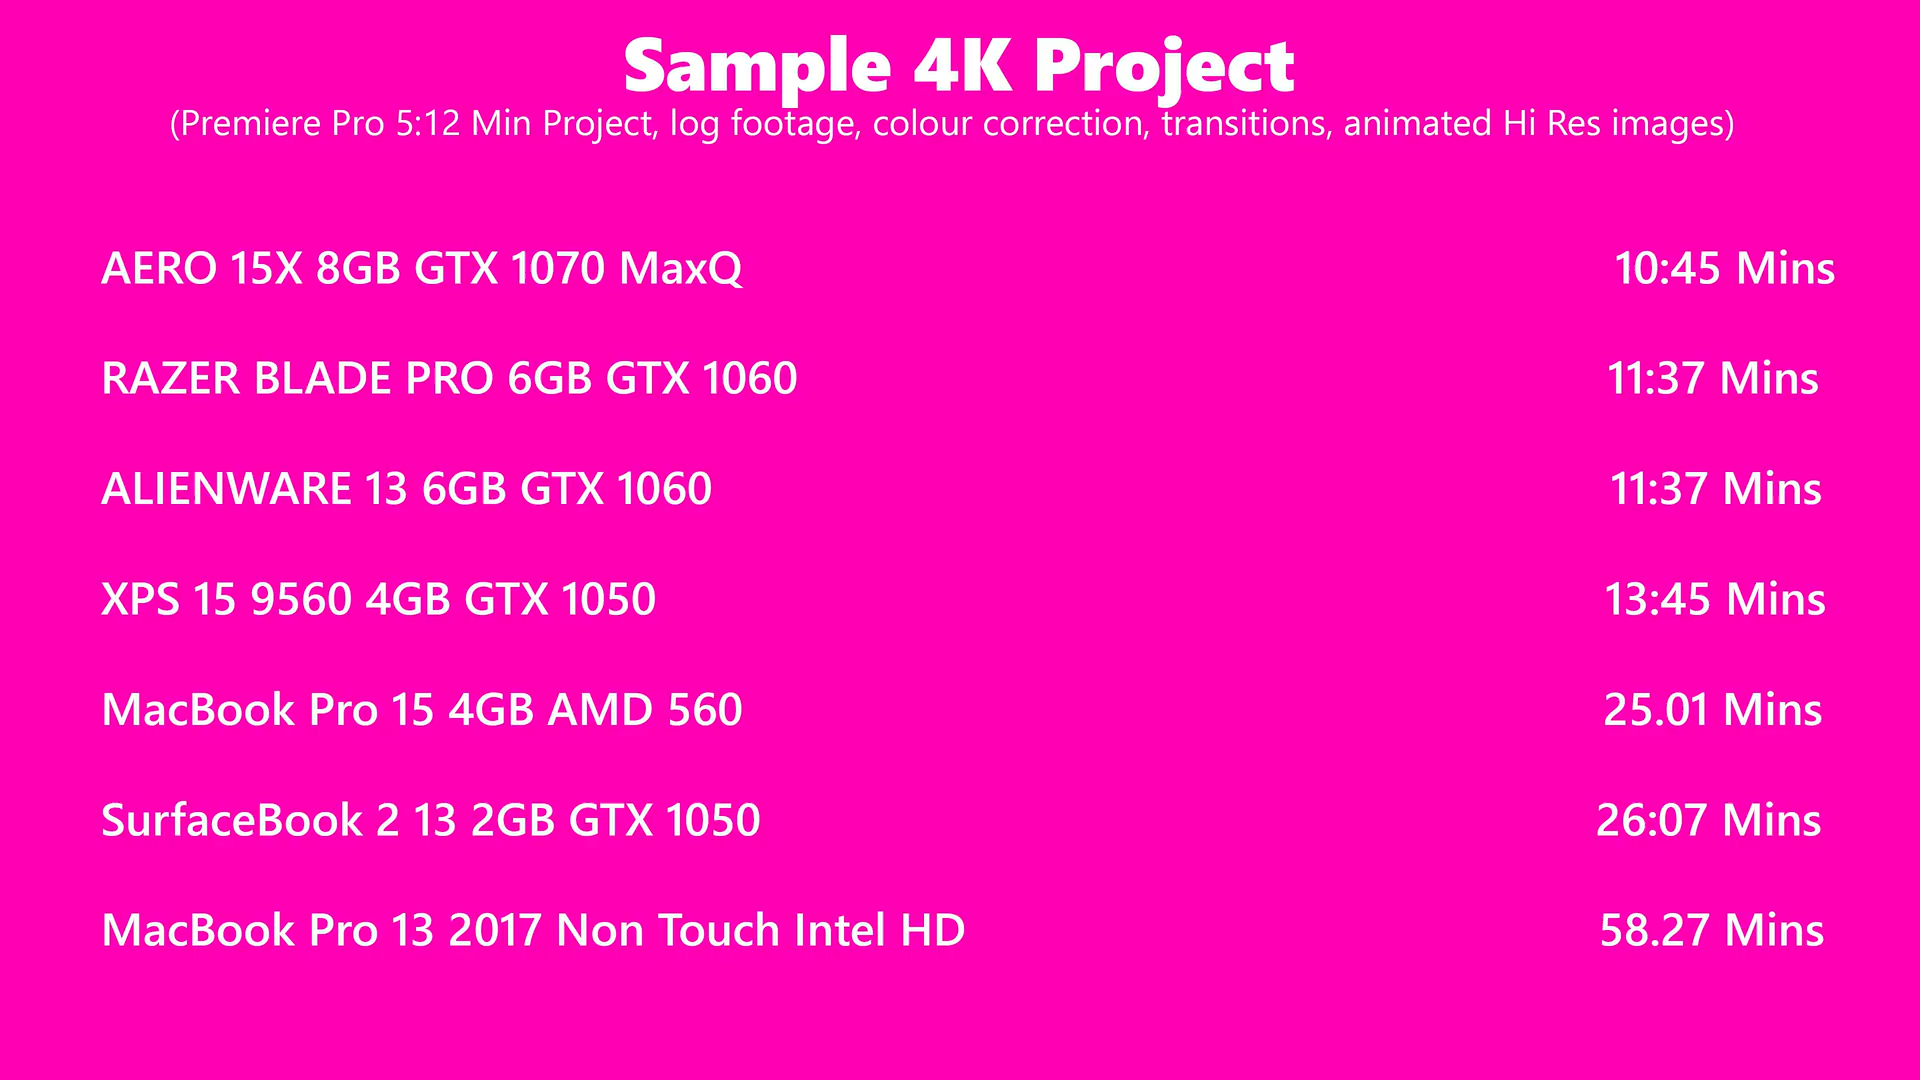 Sample 4K Project
(Premiere Pro 5:12 Min Project, log footage, colour correction, transitions, animated Hi Res images)
AERO 15X 8GB GTX 1070 MaxQ 10:45 Mins
RAZER BLADE PRO 6GB GTX 1060 11:37 Mins
ALIENWARE 13 6GB GTX 1060 11:37 Mins
XPS 15 9560 4GB GTX 1050 13:45 Mins
MacBook Pro 15 4GB AMD 560 25.01 Mins
SurfaceBook 2 13 2GB GTX 1050 26:07 Mins
MacBook Pro 13 2017 Non Touch Intel HD 58.27 Mins